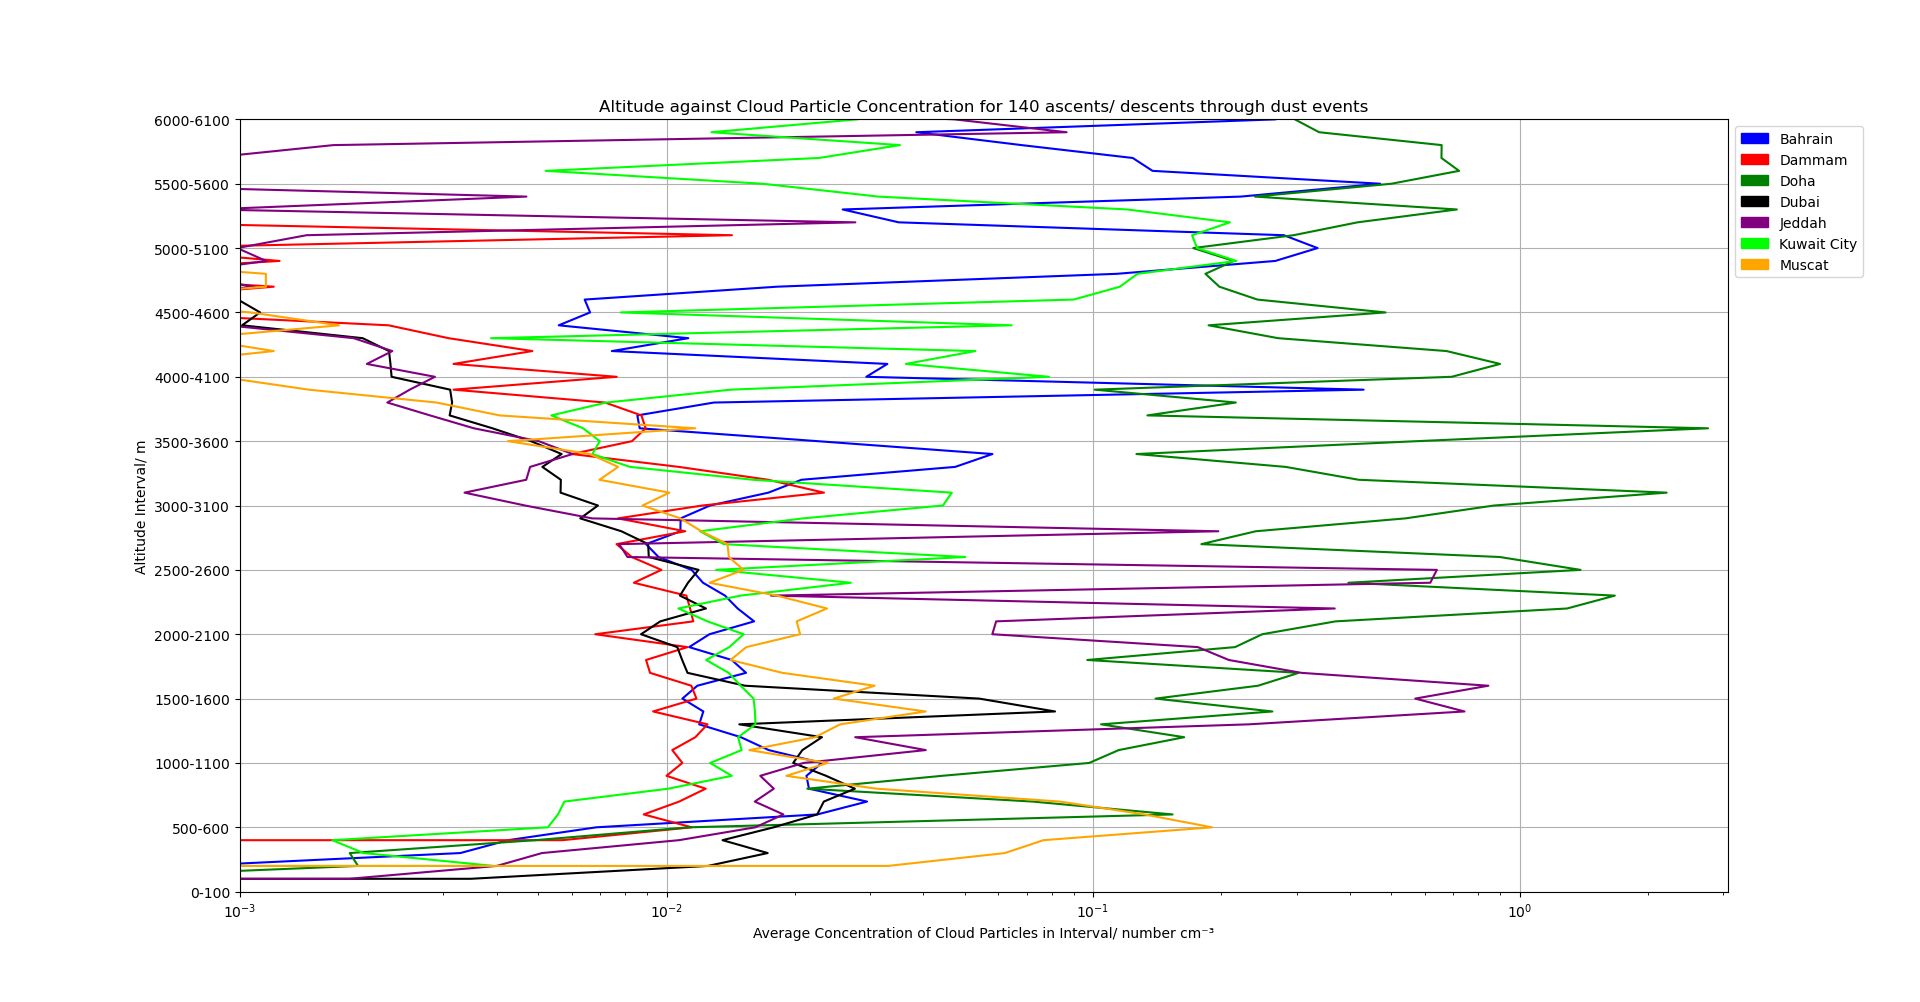 Altitude against Cloud Particle Concentration for 140 ascents/ descents through dust events
6000-6100
5500-5600
5000-5100
4500-4600
4000-4100
3500-3600
3000-3100
2500-2600
2000-2100
1500-1600
1000-1100
500-600
0-100
Altitude Interval/ m
10⁻³
10⁻²
10⁻¹
10⁰
Average Concentration of Cloud Particles in Interval/ number cm⁻³
Bahrain
Dammam
Doha
Dubai
Jeddah
Kuwait City
Muscat